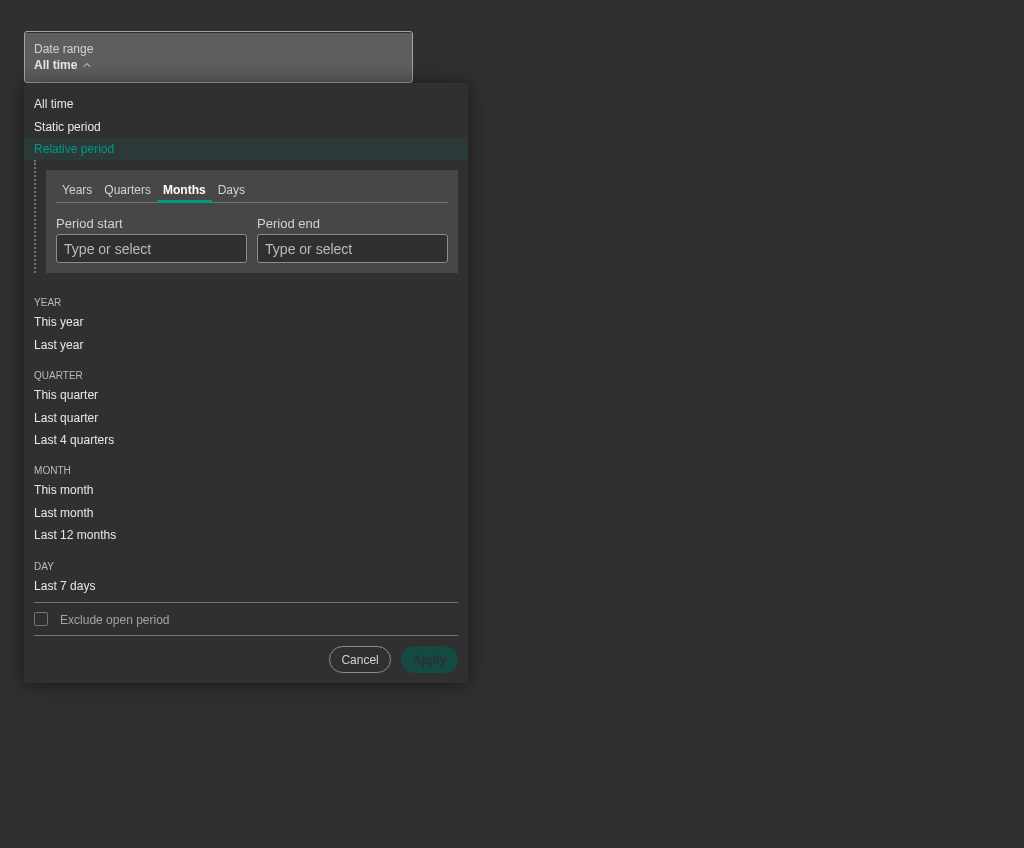 Date range
All time
All time
Static period
Relative period
Years Quarters Months Days
Period start Period end
Type or select Type or select
YEAR
This year
Last year
QUARTER
This quarter
Last quarter
Last 4 quarters
MONTH
This month
Last month
Last 12 months
DAY
Last 7 days
Exclude open period
Cancel Apply